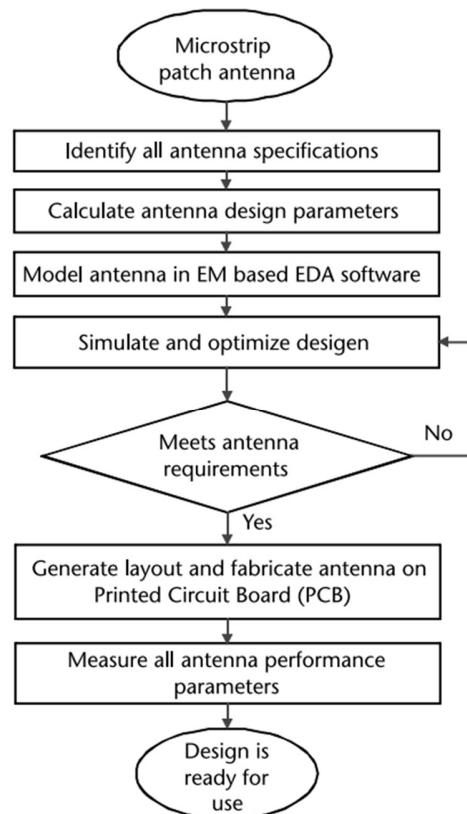 Microstrip
patch antenna
Identify all antenna specifications
Calculate antenna design parameters
Model antenna in EM based EDA software
Simulate and optimize desigen
Meets antenna
requirements
No
Yes
Generate layout and fabricate antenna on
Printed Circuit Board (PCB)
Measure all antenna performance
parameters
Design is
ready for
use